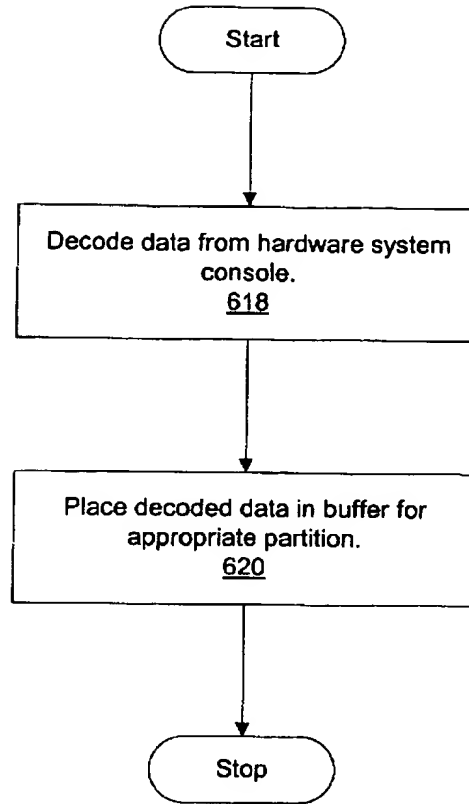 Start
Decode data from hardware system
console.
618
Place decoded data in buffer for
appropriate partition.
620
Stop